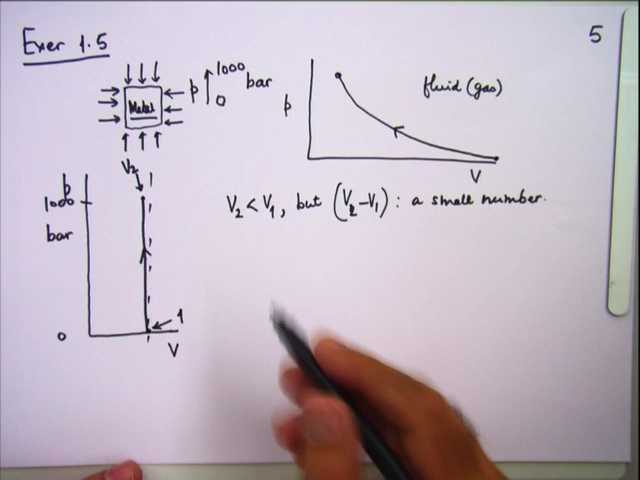 Exer 1.5
5
Metal
p
1000
0
bar
p
fluid (gas)
V
V2
p
1000
bar
0
1
V
V2 < V1, but (V2-V1) : a small number.